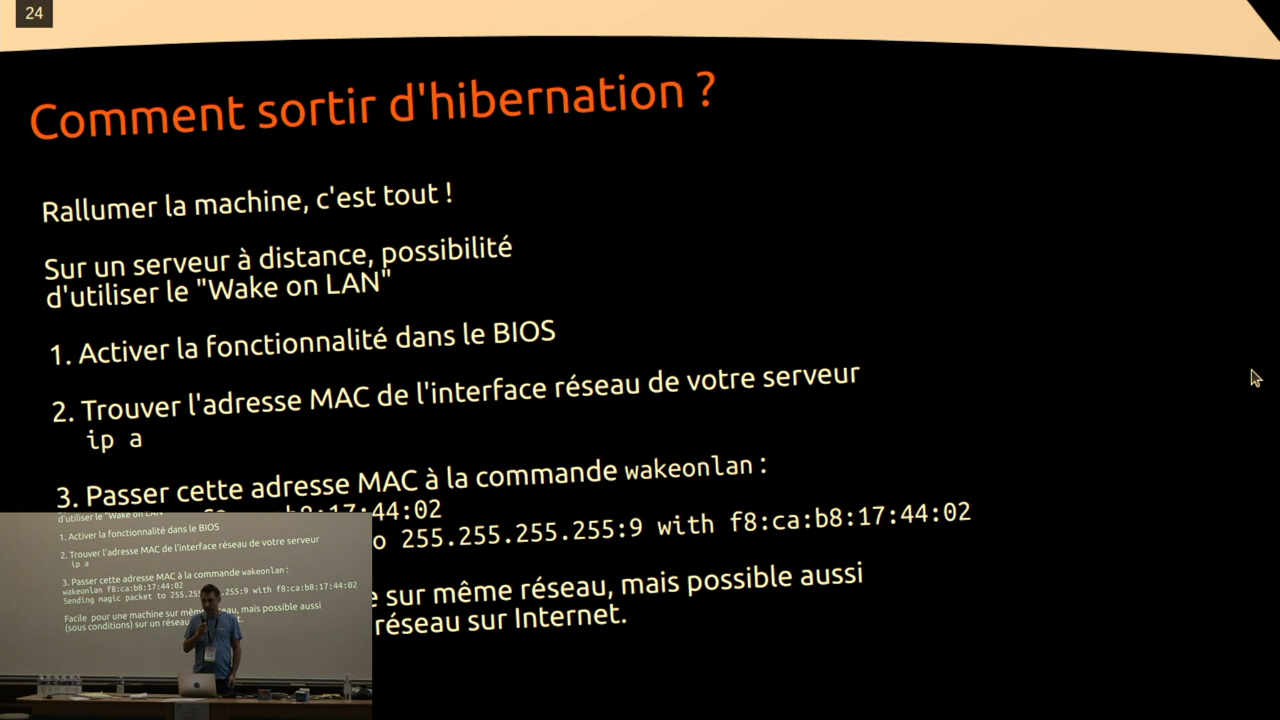 24
Comment sortir d'hibernation ?
Rallumer la machine, c'est tout !
Sur un serveur à distance, possibilité
d'utiliser le "Wake on LAN"
1. Activer la fonctionnalité dans le BIOS
2. Trouver l'adresse MAC de l'interface réseau de votre serveur
ip a
3. Passer cette adresse MAC à la commande wakeonlan :
b8:17:44:02
255.255.255.255:9 with f8:ca:b8:17:44:02
sur même réseau, mais possible aussi
réseau sur Internet.
d'utiliser le "Wake on LAN"
1. Activer la fonctionnalité dans le BIOS
2. Trouver l'adresse MAC de l'interface réseau de votre serveur
ip a
3. Passer cette adresse MAC à la commande wakeonlan :
wakeonlan f8:ca:b8:17:44:02
Sending magic packet to 255.25 .255:9 with f8:ca:b8:17:44:02
Facile pour une machine sur même réseau, mais possible aussi
(sous conditions) sur un réseau